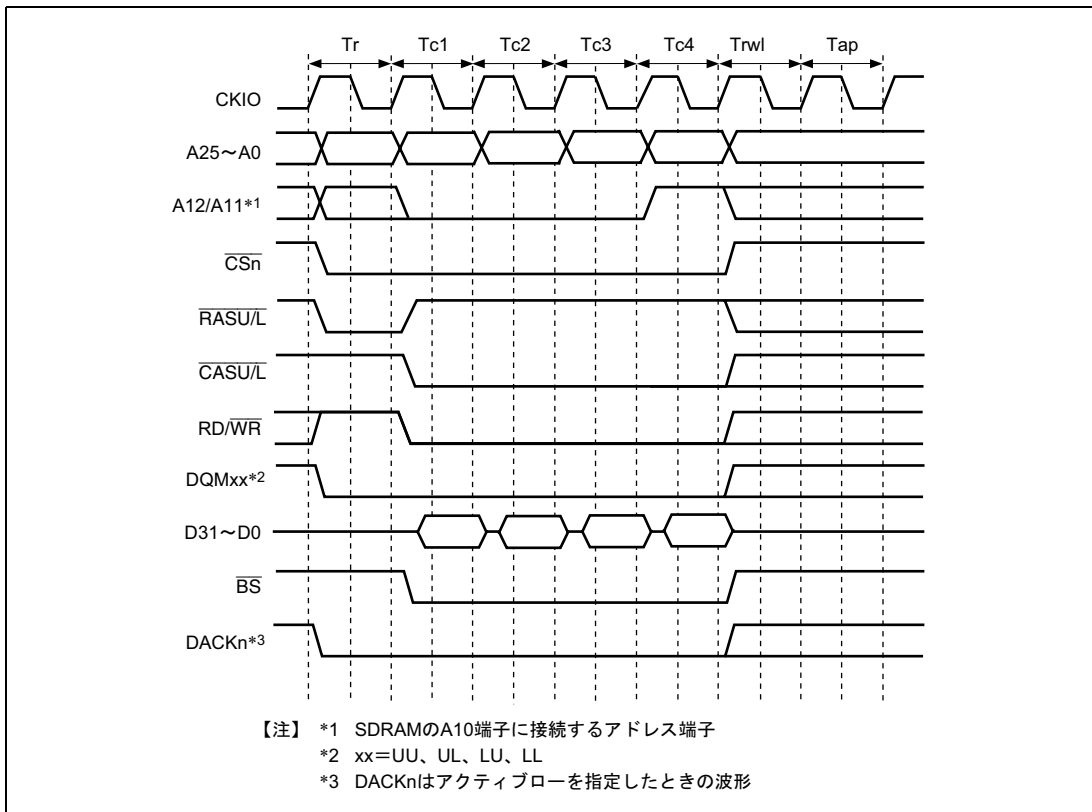 Tr Tc1 Tc2 Tc3 Tc4 Trwl Tap
CKIO
A25～A0
A12/A11*1
CSn
RASU/L
CASU/L
RD/WR
DQMxx*2
D31～D0
BS
DACKn*3
【注】 *1 SDRAMのA10端子に接続するアドレス端子
*2 xx＝UU、UL、LU、LL
*3 DACKnはアクティブローを指定したときの波形